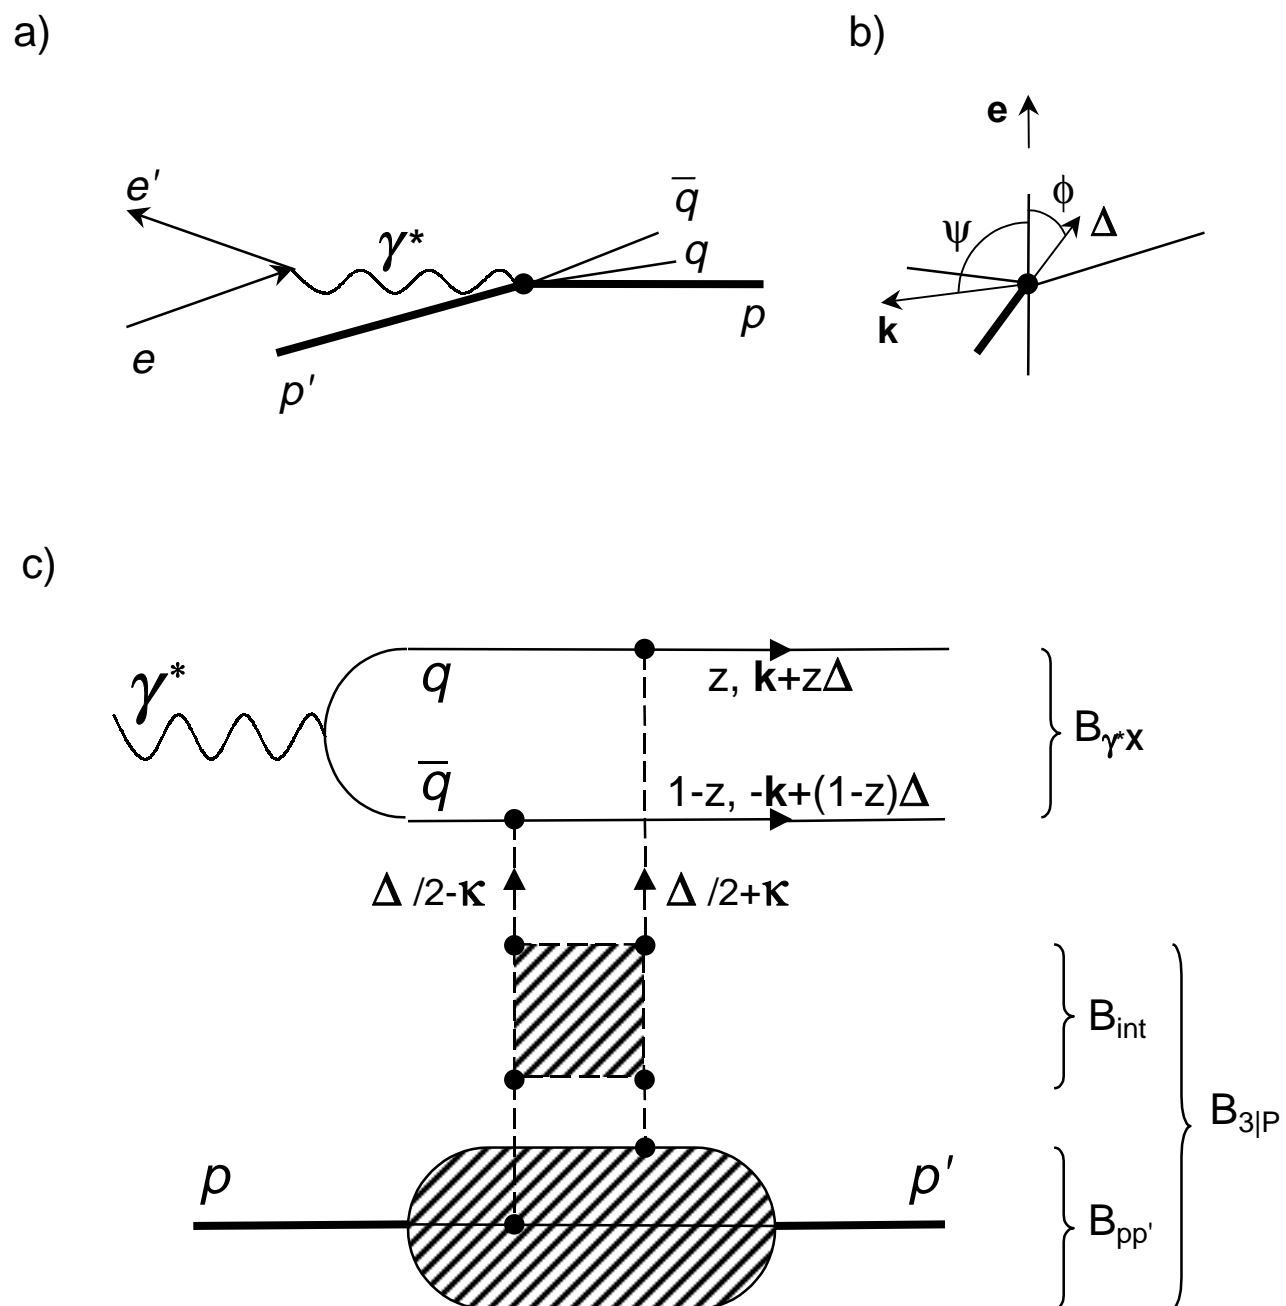 a)
b)
e
e'
q̅
ϕ
γ*
q
ψ
Δ
k
p
e
p'
c)
γ*
q
z, k+zΔ
B_γ*X
q̅
1-z, -k+(1-z)Δ
Δ /2-κ
Δ /2+κ
B_int
B_3|P
p
p'
B_pp'